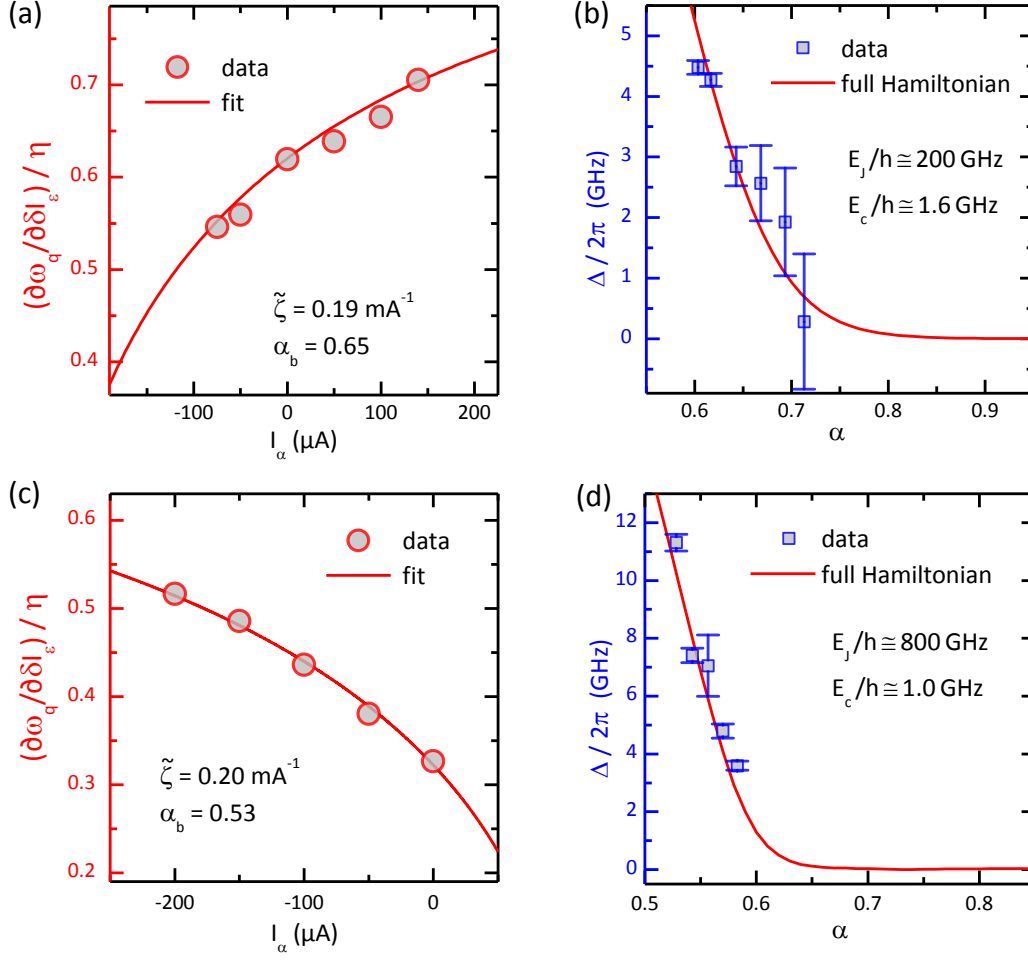 (a)
(∂ω_q/∂δI_ε) / η
0.7
0.6
0.5
0.4
data
fit
ζ̃ = 0.19 mA⁻¹
α_b = 0.65
-100
0
100
I_α (µA)
(b)
Δ / 2π (GHz)
5
4
3
2
1
0
data
full Hamiltonian
E_J/h ≅ 200 GHz
E_c/h ≅ 1.6 GHz
0.6
0.7
0.8
0.9
α
(c)
(∂ω_q/∂δI_ε) / η
0.6
0.5
0.4
0.3
0.2
data
fit
ζ̃ = 0.20 mA⁻¹
α_b = 0.53
-200
-100
0
I_α (µA)
(d)
Δ / 2π (GHz)
12
10
8
6
4
2
0
data
full Hamiltonian
E_J/h ≅ 800 GHz
E_c/h ≅ 1.0 GHz
0.5
0.6
0.7
0.8
α